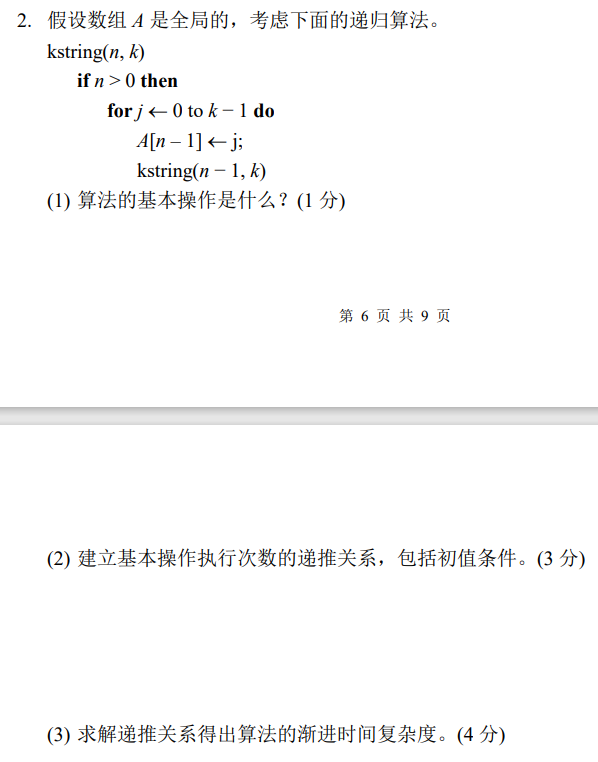 2. 假设数组 A 是全局的，考虑下面的递归算法。
kstring(n, k)
if n > 0 then
for j ← 0 to k − 1 do
A[n – 1] ← j;
kstring(n − 1, k)
(1) 算法的基本操作是什么？(1 分)
第 6 页 共 9 页
(2) 建立基本操作执行次数的递推关系，包括初值条件。(3 分)
(3) 求解递推关系得出算法的渐进时间复杂度。(4 分)